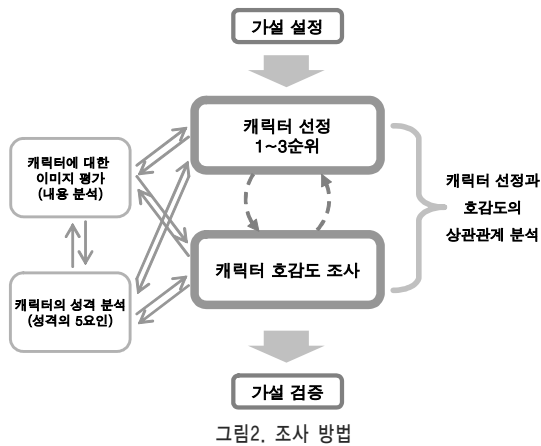 가설 설정
캐릭터 선정
1~3순위
캐릭터에 대한
이미지 평가
(내용 분석)
캐릭터 선정과
호감도의
상관관계 분석
캐릭터 호감도 조사
캐릭터의 성격 분석
(성격의 5요인)
가설 검증
그림2. 조사 방법